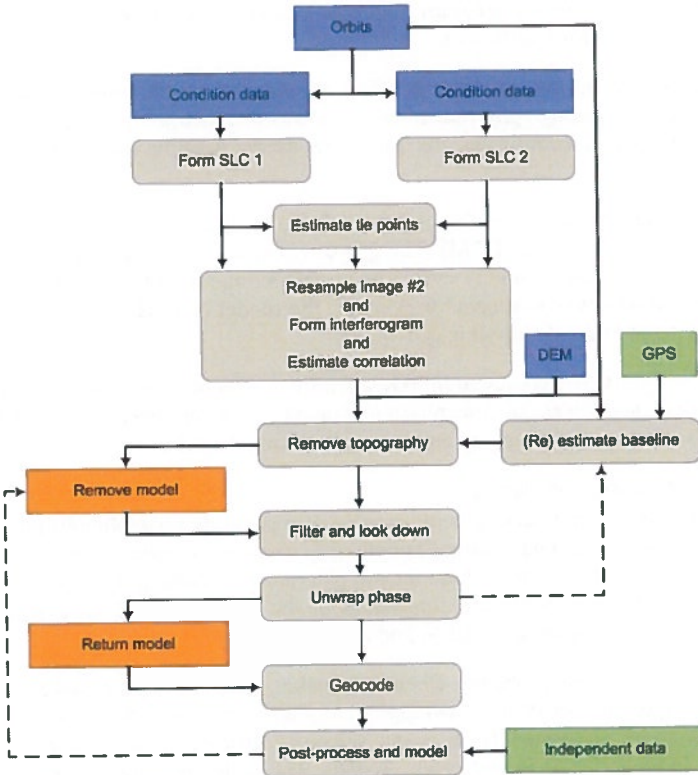 Orbits
Condition data
Condition data
Form SLC 1
Form SLC 2
Estimate tie points
Resample image #2
and
Form interferogram
and
Estimate correlation
DEM
GPS
Remove topography
(Re) estimate baseline
Remove model
Filter and look down
Unwrap phase
Return model
Geocode
Post-process and model
Independent data